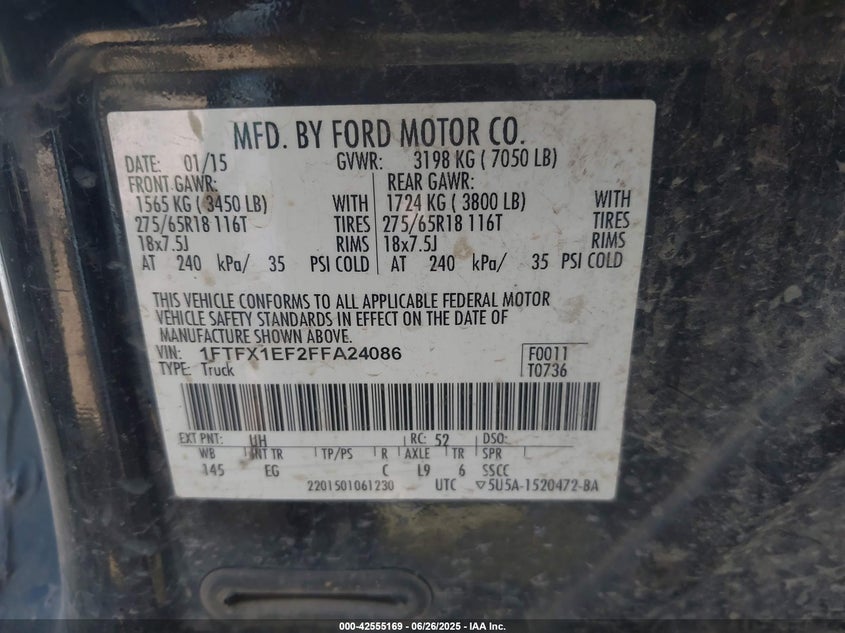 MFD. BY FORD MOTOR CO.
DATE: 01/15 GVWR: 3198 KG ( 7050 LB)
FRONT GAWR: REAR GAWR:
1565 KG ( 3450 LB) WITH 1724 KG ( 3800 LB) WITH
275/65R18 116T TIRES 275/65R18 116T TIRES
18x7.5J RIMS 18x7.5J RIMS
AT 240 kPa/ 35 PSI COLD AT 240 kPa/ 35 PSI COLD
THIS VEHICLE CONFORMS TO ALL APPLICABLE FEDERAL MOTOR
VEHICLE SAFETY STANDARDS IN EFFECT ON THE DATE OF
MANUFACTURE SHOWN ABOVE.
VIN: 1FTFX1EF2FFA24086 F0011
TYPE: Truck T0736
EXT PNT: UH RC: 52 DSO:
WB INT TR TP/PS R AXLE TR SPR
145 EG C L9 6 SSCC
2201501061230 UTC ▽5U5A-1520472-BA
000-42555169 - 06/26/2025 - IAA Inc.